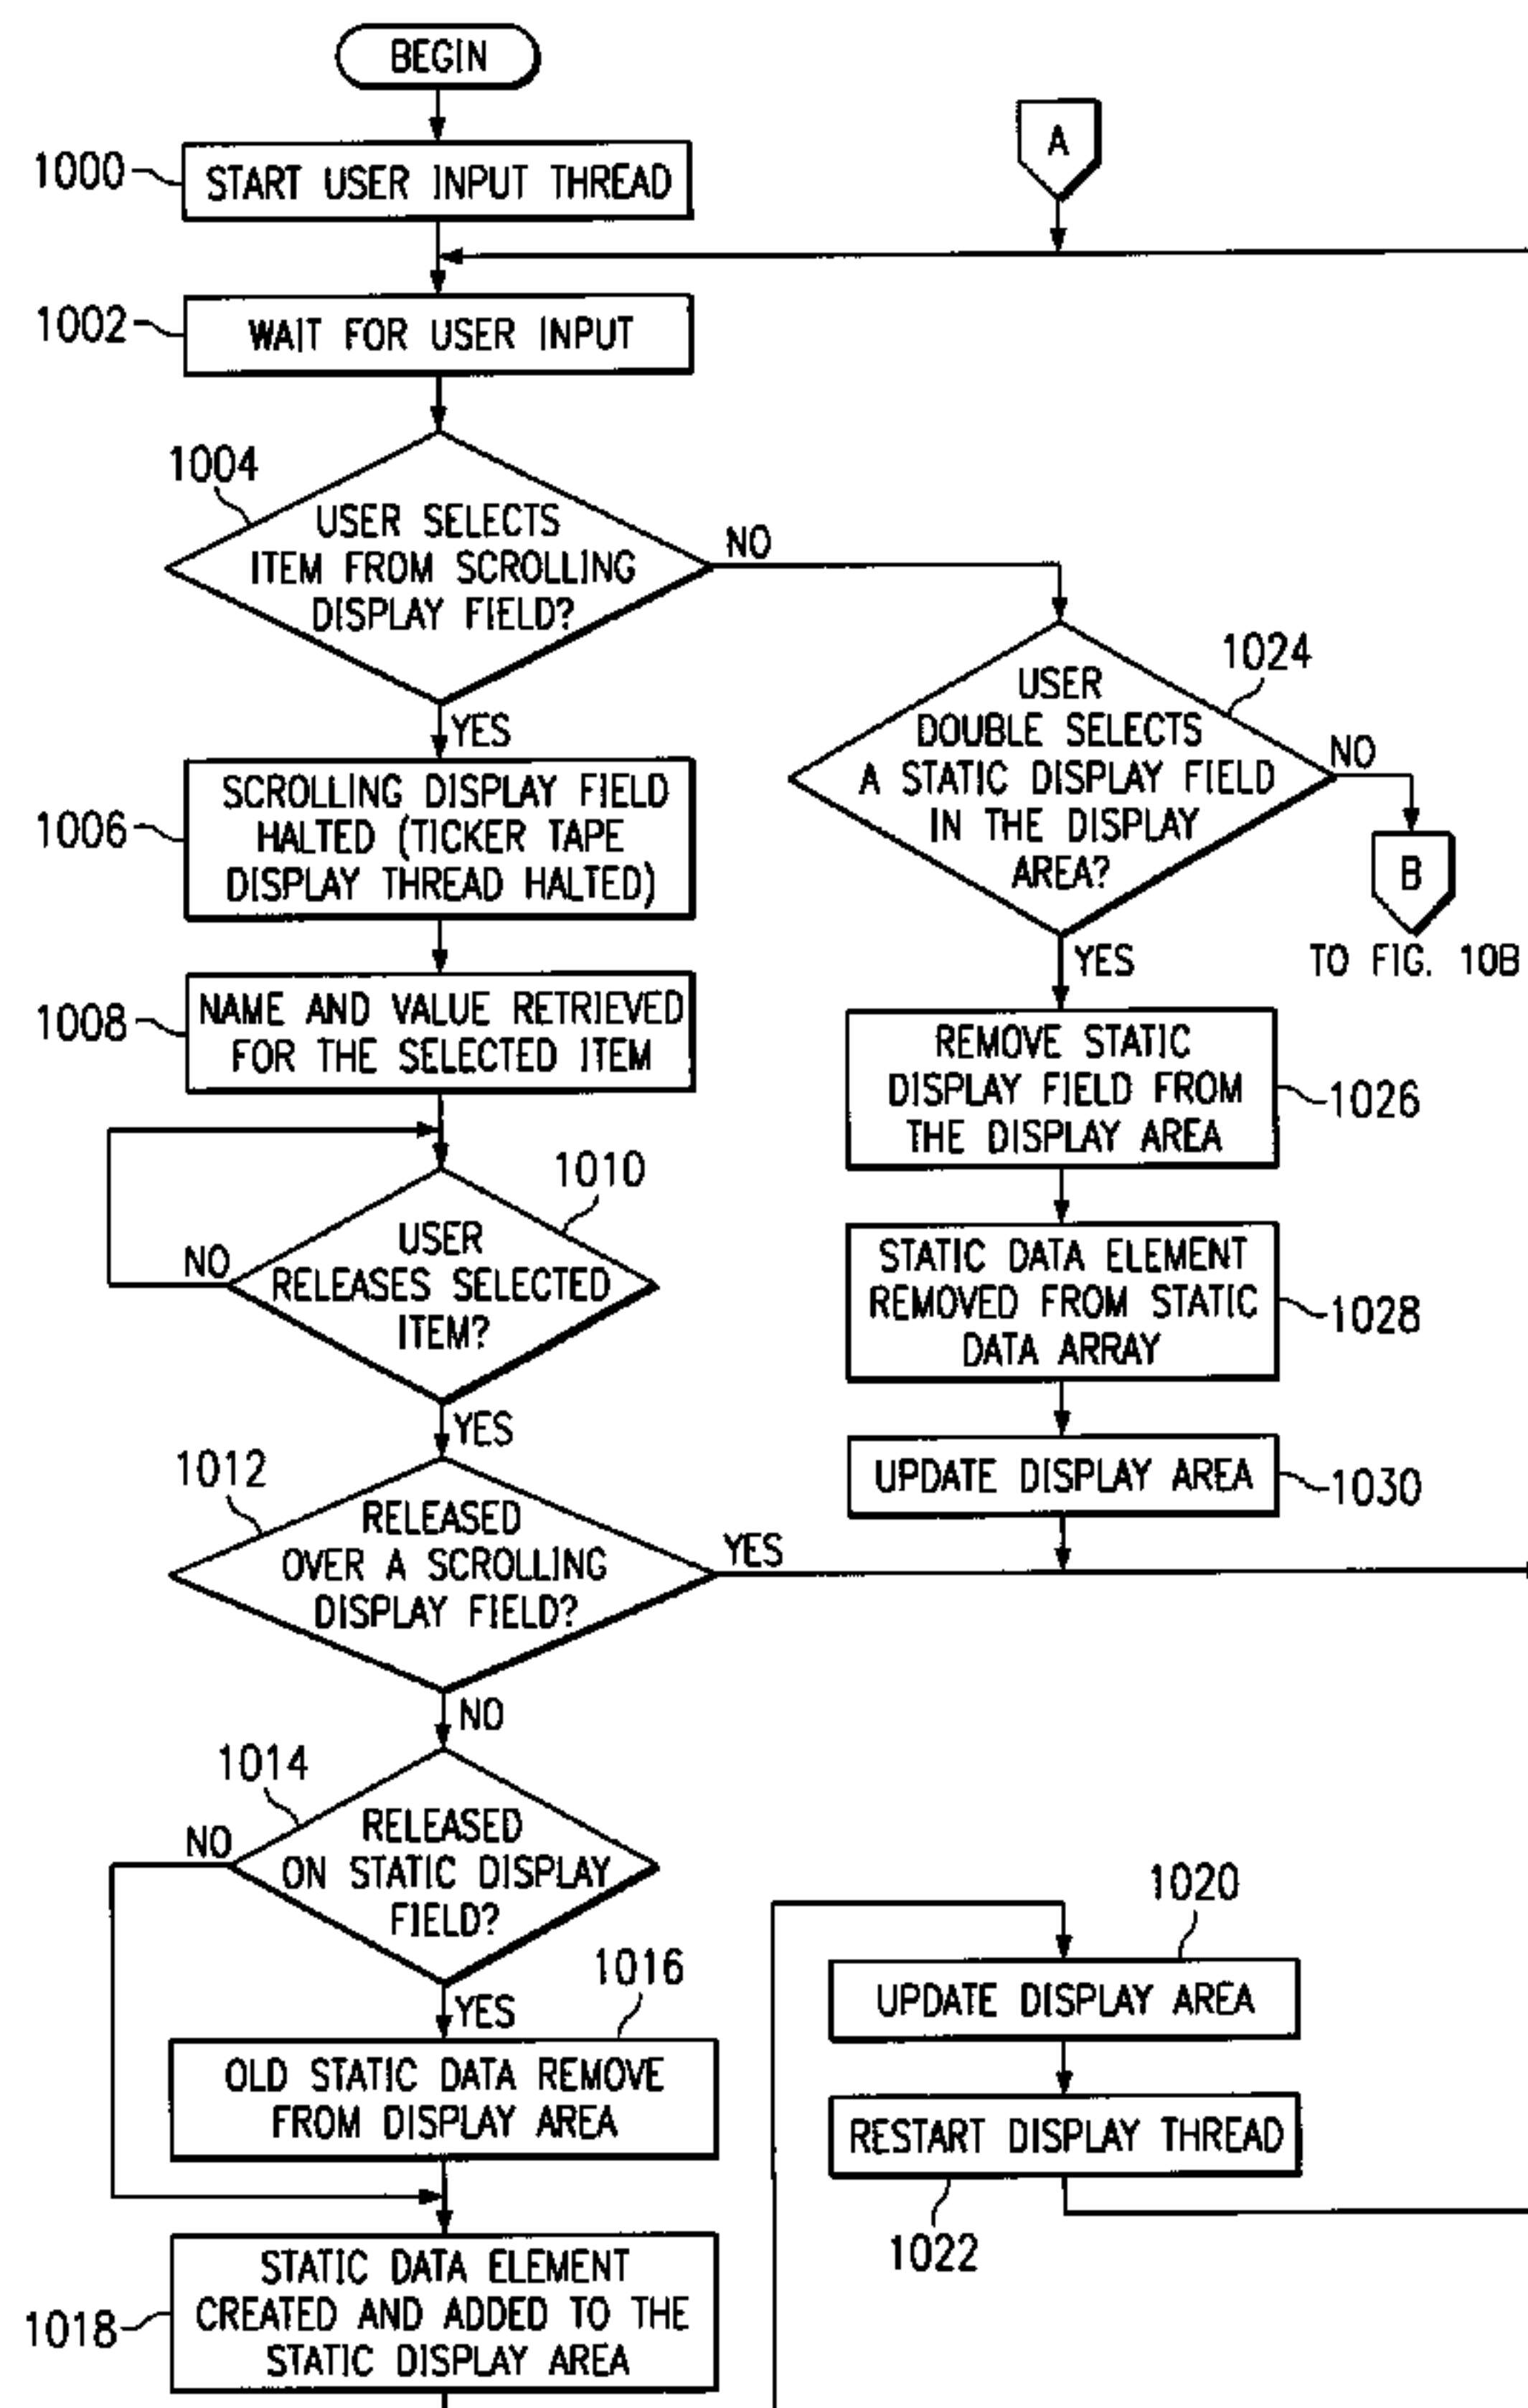 BEGIN
1000
START USER INPUT THREAD
A
1002
WAIT FOR USER INPUT
1004
USER SELECTS
ITEM FROM SCROLLING
DISPLAY FIELD?
NO
YES
1024
USER
DOUBLE SELECTS
A STATIC DISPLAY FIELD
IN THE DISPLAY
AREA?
NO
B
TO FIG. 10B
YES
1006
SCROLLING DISPLAY FIELD
HALTED (TICKER TAPE
DISPLAY THREAD HALTED)
1008
NAME AND VALUE RETRIEVED
FOR THE SELECTED ITEM
REMOVE STATIC
DISPLAY FIELD FROM
THE DISPLAY AREA
1026
1010
USER
RELEASES SELECTED
ITEM?
NO
YES
STATIC DATA ELEMENT
REMOVED FROM STATIC
DATA ARRAY
1028
UPDATE DISPLAY AREA
1030
1012
RELEASED
OVER A SCROLLING
DISPLAY FIELD?
YES
NO
1014
RELEASED
ON STATIC DISPLAY
FIELD?
NO
YES
1016
OLD STATIC DATA REMOVE
FROM DISPLAY AREA
1018
STATIC DATA ELEMENT
CREATED AND ADDED TO THE
STATIC DISPLAY AREA
1020
UPDATE DISPLAY AREA
RESTART DISPLAY THREAD
1022